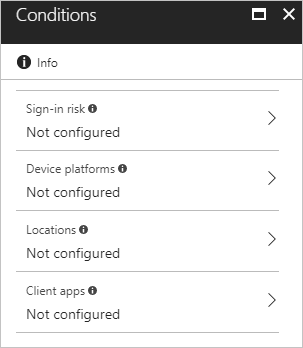 Conditions
Info
Sign-in risk
Not configured
Device platforms
Not configured
Locations
Not configured
Client apps
Not configured